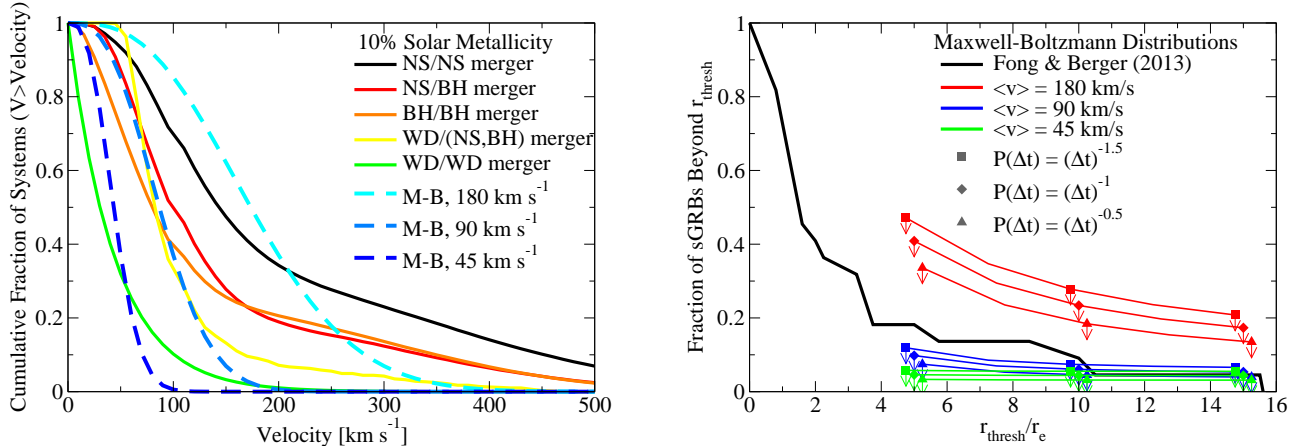 10% Solar Metallicity
NS/NS merger
NS/BH merger
BH/BH merger
WD/(NS,BH) merger
WD/WD merger
M-B, 180 km s^-1
M-B, 90 km s^-1
M-B, 45 km s^-1
Cumulative Fraction of Systems (V>Velocity)
1
0.8
0.6
0.4
0.2
0
0 100 200 300 400 500
Velocity [km s^-1]
Maxwell-Boltzmann Distributions
Fong & Berger (2013)
<v> = 180 km/s
<v> = 90 km/s
<v> = 45 km/s
P(Δt) = (Δt)^-1.5
P(Δt) = (Δt)^-1
P(Δt) = (Δt)^-0.5
Fraction of sGRBs Beyond r_thresh
1
0.8
0.6
0.4
0.2
0
0 2 4 6 8 10 12 14 16
r_thresh/r_e